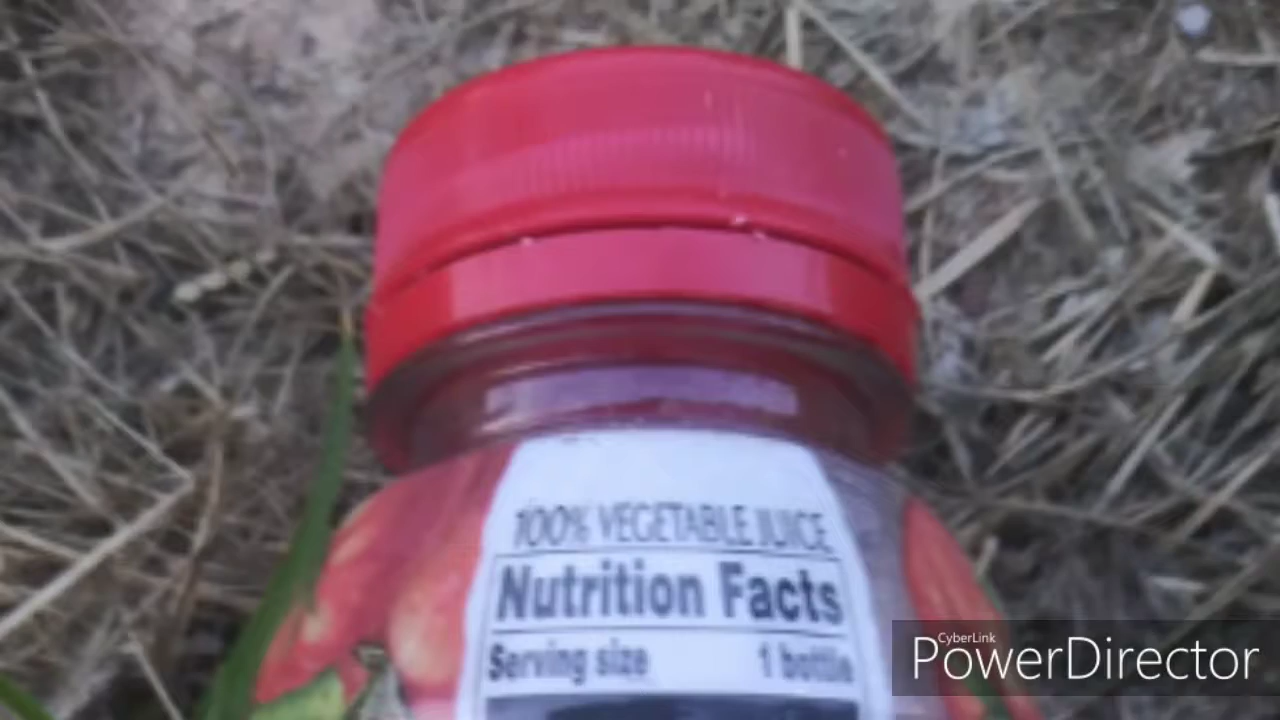 100% VEGETABLE JUICE
Nutrition Facts
Serving size 1 bottle
CyberLink
PowerDirector